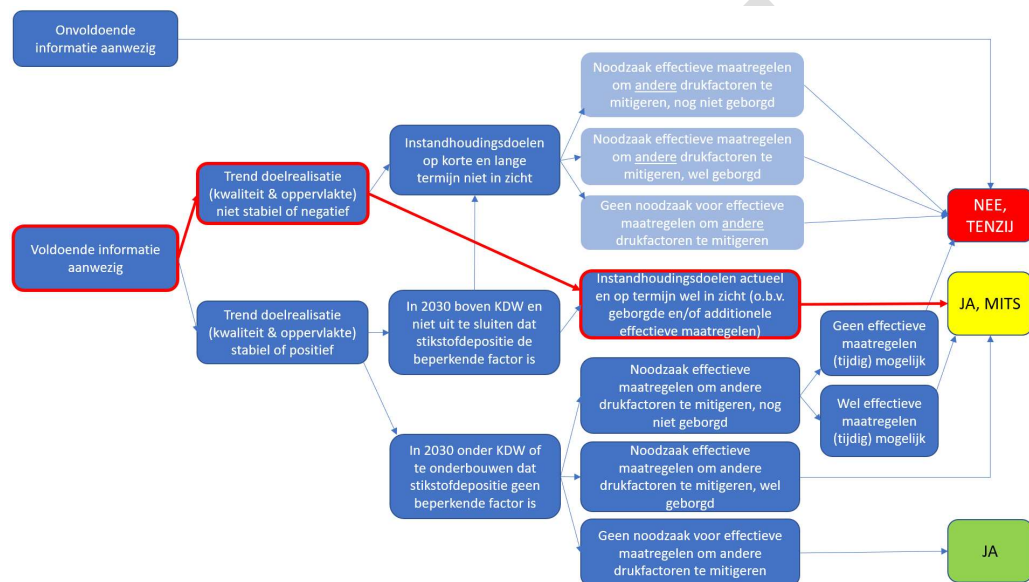 Onvoldoende
informatie aanwezig
Noodzaak effectieve maatregelen
om andere drukfactoren te
mitigeren, nog niet geborgd
Instandhoudingsdoelen
op korte en lange
termijn niet in zicht
Noodzaak effectieve maatregelen
om andere drukfactoren te
mitigeren, wel geborgd
Trend doelrealisatie
(kwaliteit & oppervlakte)
niet stabiel of negatief
Geen noodzaak voor effectieve
maatregelen om andere
drukfactoren te mitigeren
NEE,
TENZIJ
Voldoende informatie
aanwezig
Instandhoudingsdoelen actueel
en op termijn wel in zicht (o.b.v.
geborgde en/of additionele
effectieve maatregelen)
JA, MITS
Trend doelrealisatie
(kwaliteit & oppervlakte)
stabiel of positief
In 2030 boven KDW en
niet uit te sluiten dat
stikstofdepositie de
beperkende factor is
Geen effectieve
maatregelen
(tijdig) mogelijk
Noodzaak effectieve
maatregelen om andere
drukfactoren te mitigeren, nog
niet geborgd
Wel effectieve
maatregelen
(tijdig) mogelijk
In 2030 onder KDW of
te onderbouwen dat
stikstofdepositie geen
beperkende factor is
Noodzaak effectieve
maatregelen om andere
drukfactoren te mitigeren, wel
geborgd
Geen noodzaak voor effectieve
maatregelen om andere
drukfactoren te mitigeren
JA